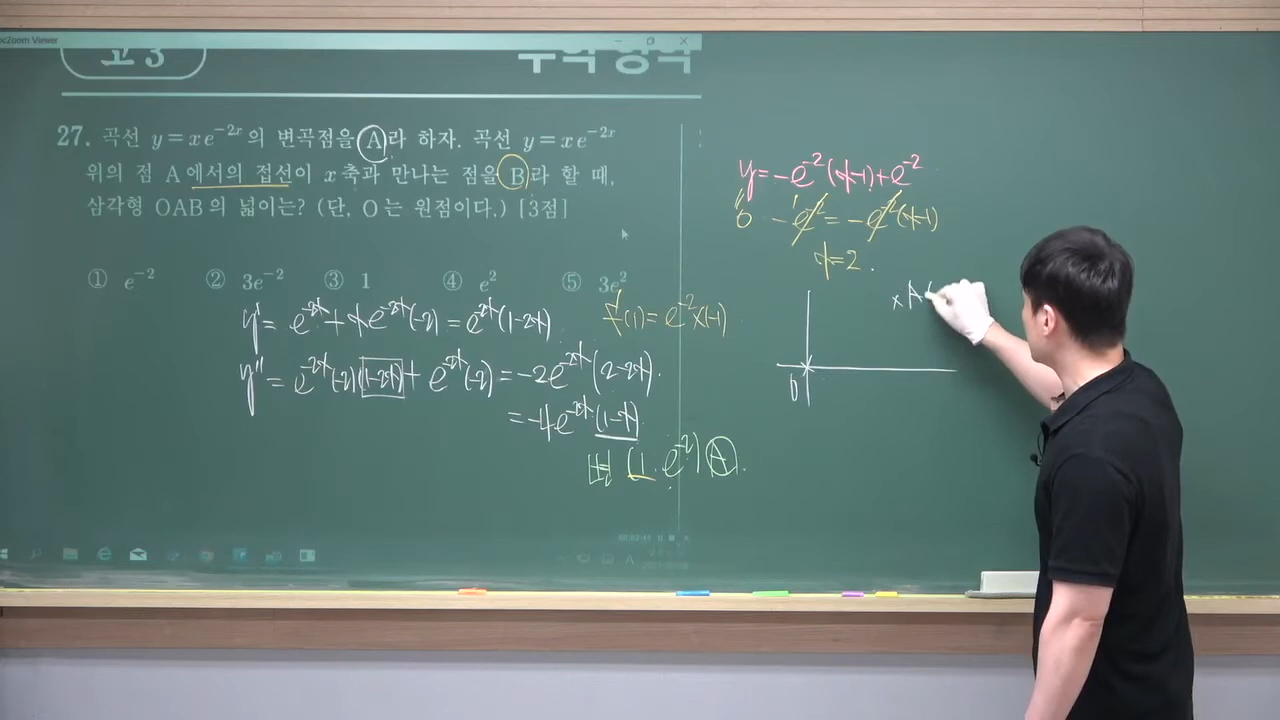 고 3
수학 영역
27. 곡선 y = xe^{-2x} 의 변곡점을 A라 하자. 곡선 y = xe^{-2x}
위의 점 A에서의 접선이 x축과 만나는 점을 B라 할 때,
삼각형 OAB의 넓이는? (단, O는 원점이다.) [3점]
① e^{-2} ② 3e^{-2} ③ 1 ④ e^{2} ⑤ 3e^{2}
y' = e^{-2x} + xe^{-2x}(-2) = e^{-2x}(1-2x)
y'' = e^{-2x}(-2)(1-2x) + e^{-2x}(-2) = -2e^{-2x}(2-2x).
= -4e^{-2x}(1-x)
변 (1. e^{-2}) A.
f'(1) = e^{-2}×(-1)
y = -e^{-2}(x-1)+e^{-2}
0 -e^{-2} = -e^{-2}(x-1)
x=2.
× A(
0